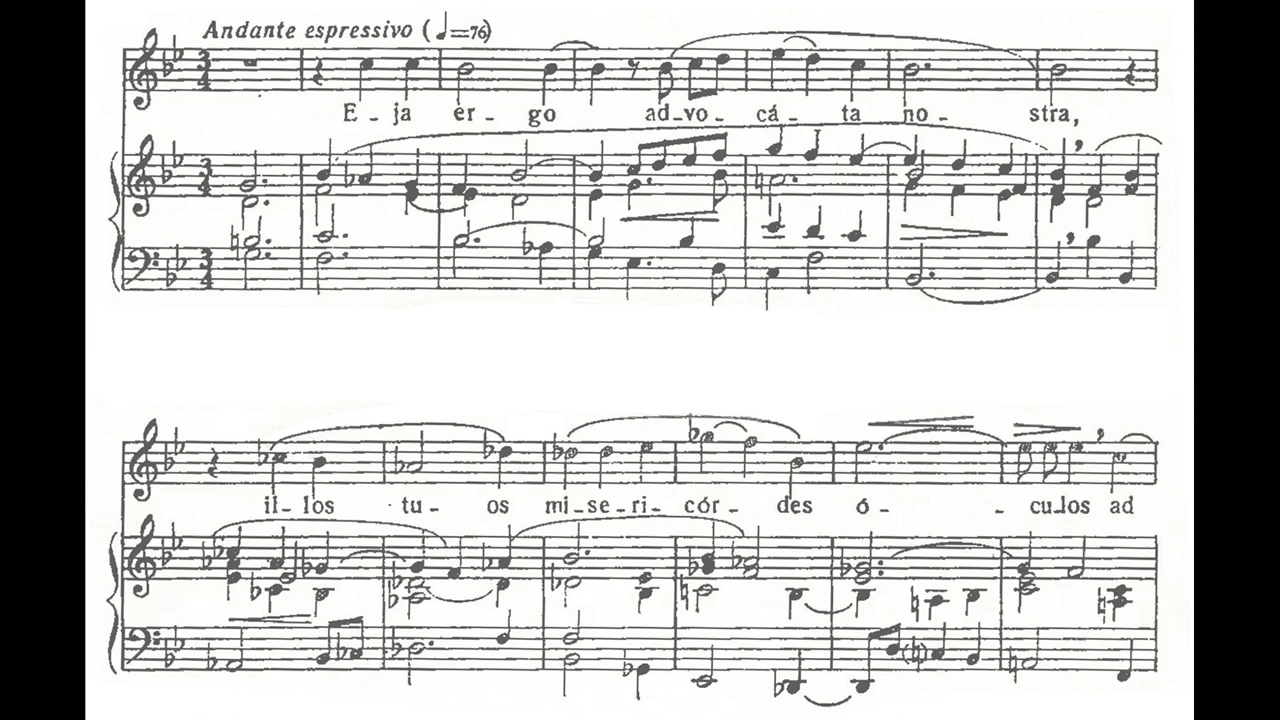 Andante espressivo (♩=76)
E - ja er - go ad-vo - cá - ta no - stra,
il - los tu - os mi-se-ri-cór - des ó - - cu-los ad